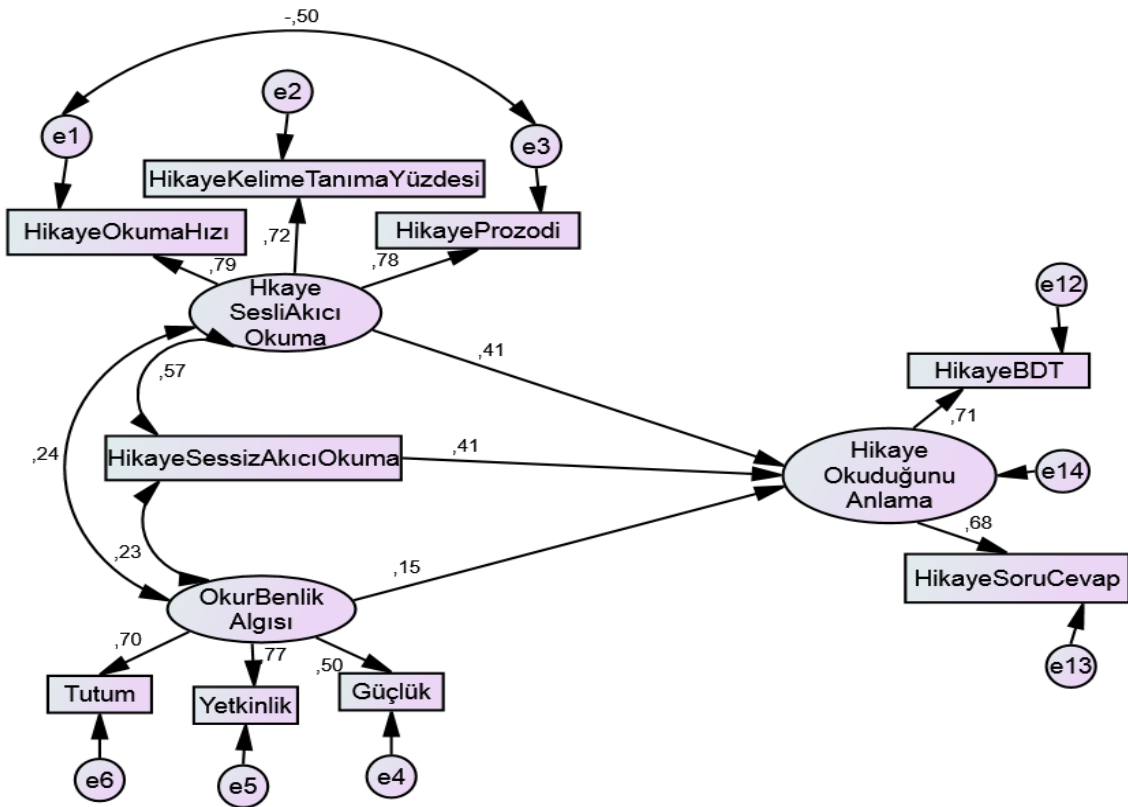 -,50
e2
e1
e3
HikayeKelimeTanımaYüzdesi
HikayeOkumaHızı
HikayeProzodi
,72
,79
,78
Hkaye
SesliAkıcı
Okuma
e12
,41
HikayeBDT
,57
,71
,24
HikayeSessizAkıcıOkuma
,41
Hikaye
Okuduğunu
Anlama
e14
,68
,23
,15
HikayeSoruCevap
OkurBenlik
Algısı
,70
,77
,50
e13
Tutum
Yetkinlik
Güçlük
e6
e5
e4